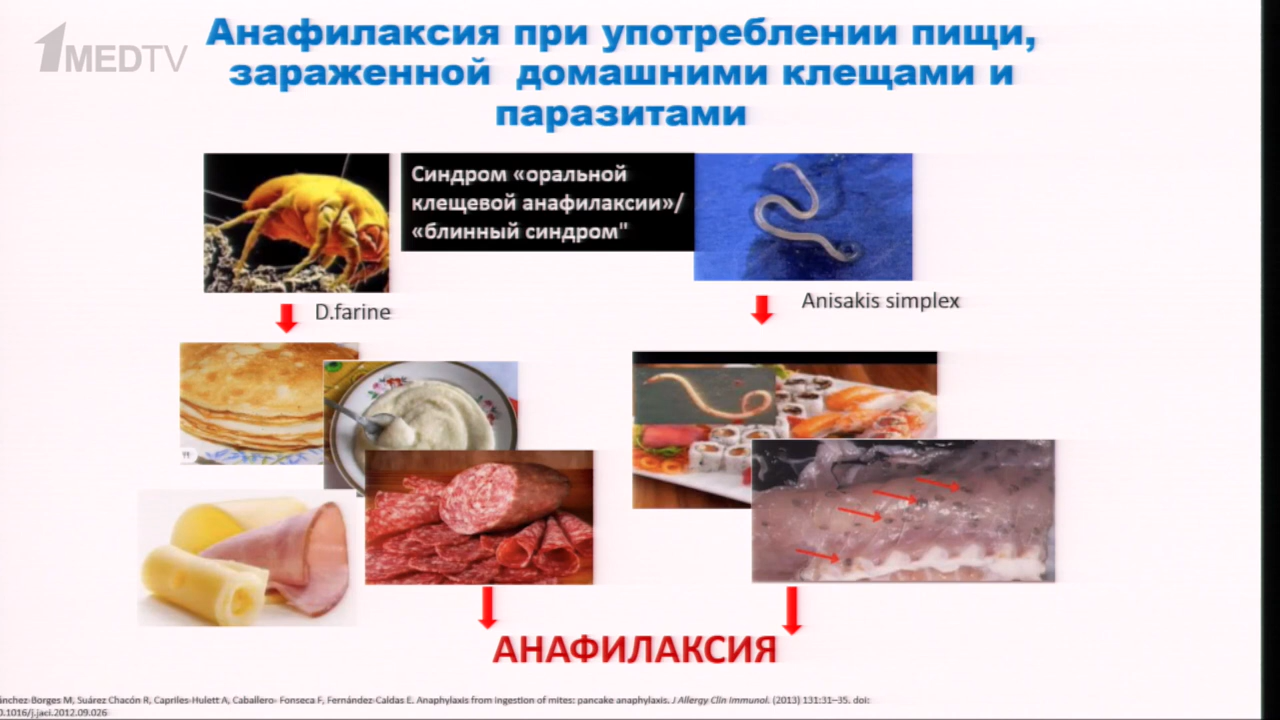 1MEDTV
Анафилаксия при употреблении пищи,
зараженной домашними клещами и
паразитами
Синдром «оральной
клещевой анафилаксии»/
«блинный синдром"
D.farine
Anisakis simplex
АНАФИЛАКСИЯ
ánchez-Borges M, Suárez Chacón R, Capriles-Hulett A, Caballero- Fonseca F, Fernández-Caldas E. Anaphylaxis from ingestion of mites: pancake anaphylaxis. J Allergy Clin Immunol. (2013) 131:31–35. doi:
0.1016/j.jaci.2012.09.026